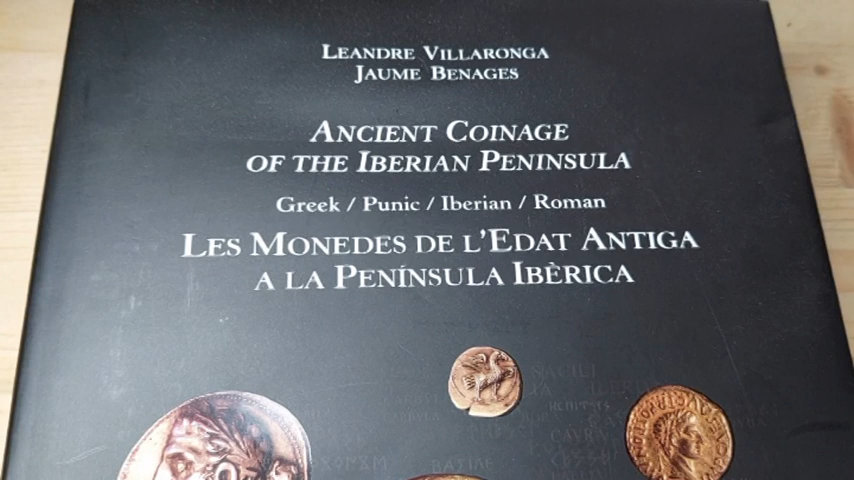 LEANDRE VILLARONGA
JAUME BENAGES
ANCIENT COINAGE
OF THE IBERIAN PENINSULA
Greek / Punic / Iberian / Roman
LES MONEDES DE L'EDAT ANTIGA
A LA PENÍNSULA IBÈRICA